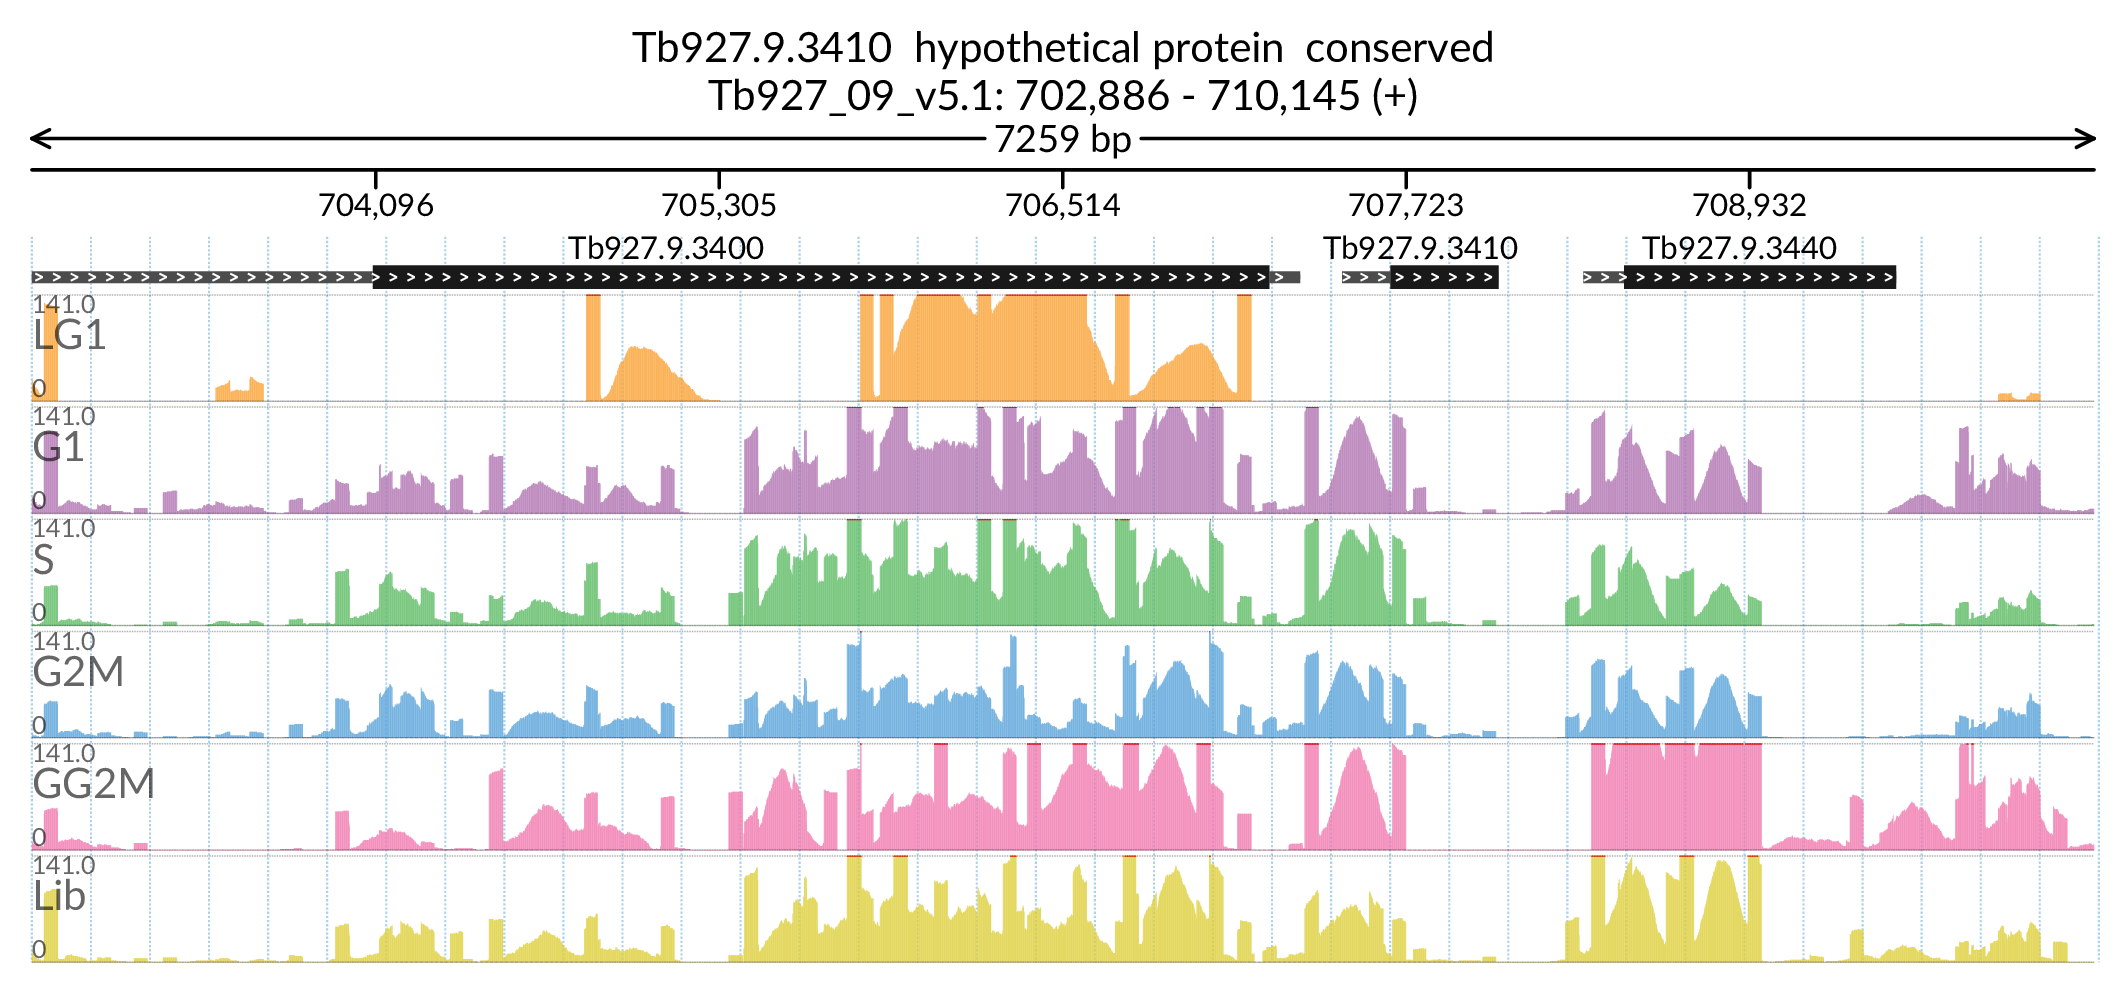 Tb927.9.3410  hypothetical protein  conserved
Tb927_09_v5.1: 702,886 - 710,145 (+)
7259 bp
704,096 705,305 706,514 707,723 708,932
Tb927.9.3400 Tb927.9.3410 Tb927.9.3440
141.0
LG1
0
141.0
G1
0
141.0
S
0
141.0
G2M
0
141.0
GG2M
0
141.0
Lib
0